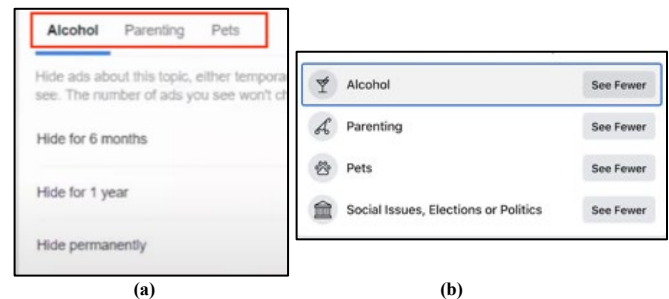 Alcohol Parenting Pets
Hide ads about this topic, either
see. The number of ads you see won't
Hide for 6 months
Hide for 1 year
Hide permanently
(a)
Alcohol See Fewer
Parenting See Fewer
Pets See Fewer
Social Issues, Elections or Politics See Fewer
(b)